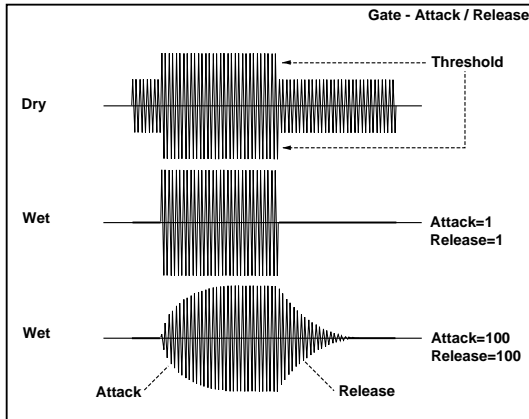 Gate - Attack / Release
Threshold
Dry
Wet
Attack=1
Release=1
Wet
Attack=100
Release=100
Attack
Release